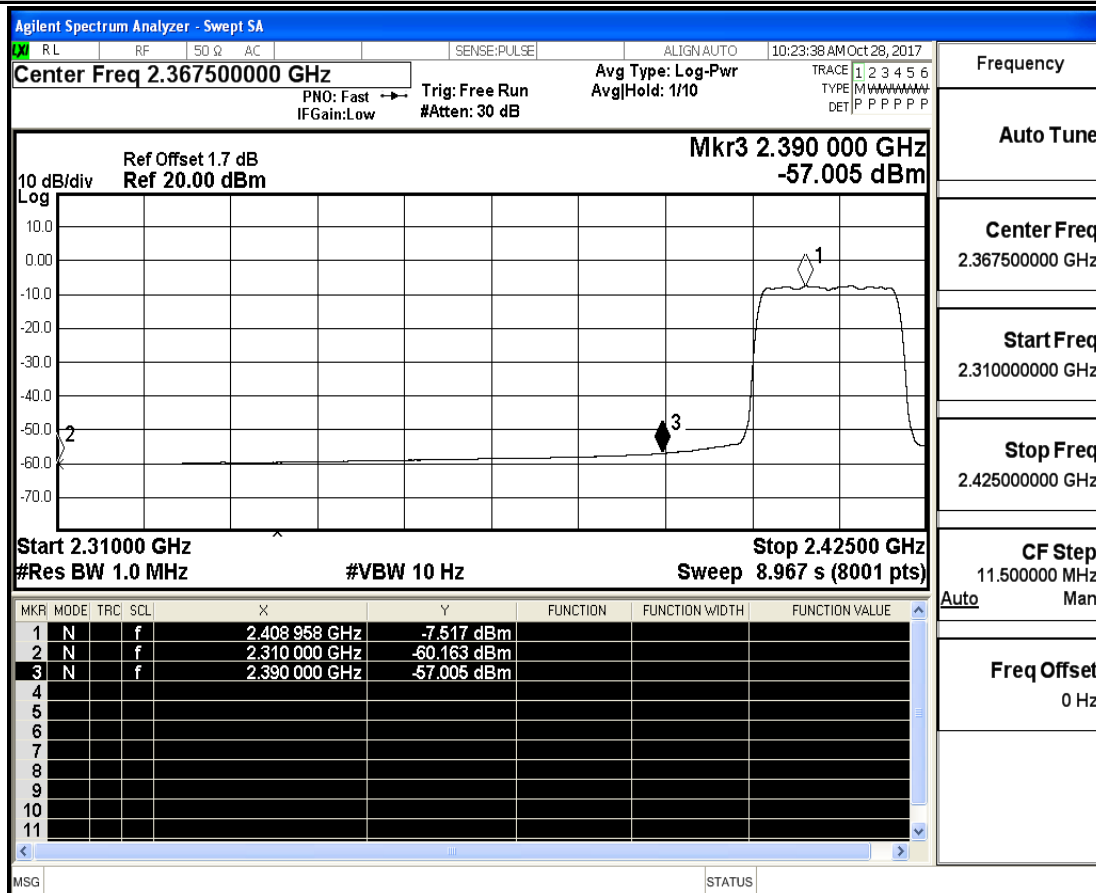 Agilent Spectrum Analyzer - Swept SA
LXI RL RF 50 Ω AC SENSE:PULSE ALIGN AUTO 10:23:38 AM Oct 28, 2017
Center Freq 2.367500000 GHz
PNO: Fast
IFGain:Low
Trig: Free Run
#Atten: 30 dB
Avg Type: Log-Pwr
Avg|Hold: 1/10
TRACE 1 2 3 4 5 6
TYPE M WWWWW
DET P P P P P P
Ref Offset 1.7 dB
10 dB/div Ref 20.00 dBm
Log
Mkr3 2.390 000 GHz
-57.005 dBm
10.0
0.00
-10.0
-20.0
-30.0
-40.0
-50.0
-60.0
-70.0
1
2
3
Start 2.31000 GHz Stop 2.42500 GHz
#Res BW 1.0 MHz #VBW 10 Hz Sweep 8.967 s (8001 pts)
MKR MODE TRC SCL X Y FUNCTION FUNCTION WIDTH FUNCTION VALUE
1 N f 2.408 958 GHz -7.517 dBm
2 N f 2.310 000 GHz -60.163 dBm
3 N f 2.390 000 GHz -57.005 dBm
4
5
6
7
8
9
10
11
MSG STATUS
Frequency
Auto Tune
Center Freq
2.367500000 GHz
Start Freq
2.310000000 GHz
Stop Freq
2.425000000 GHz
CF Step
11.500000 MHz
Auto Man
Freq Offset
0 Hz